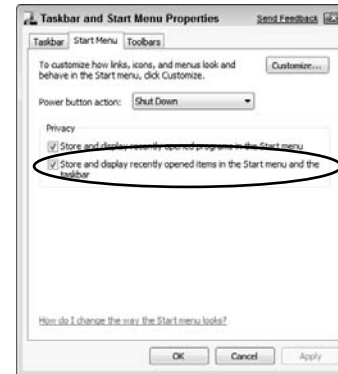 Taskbar and Start Menu Properties Send Feedback
Taskbar Start Menu Toolbars
To customize how links, icons, and menus look and
behave in the Start menu, click Customize.
Customize...
Power button action: Shut Down
Privacy
Store and display recently opened programs in the Start menu
Store and display recently opened items in the Start menu and the
taskbar
How do I change the way the Start menu looks?
OK Cancel Apply